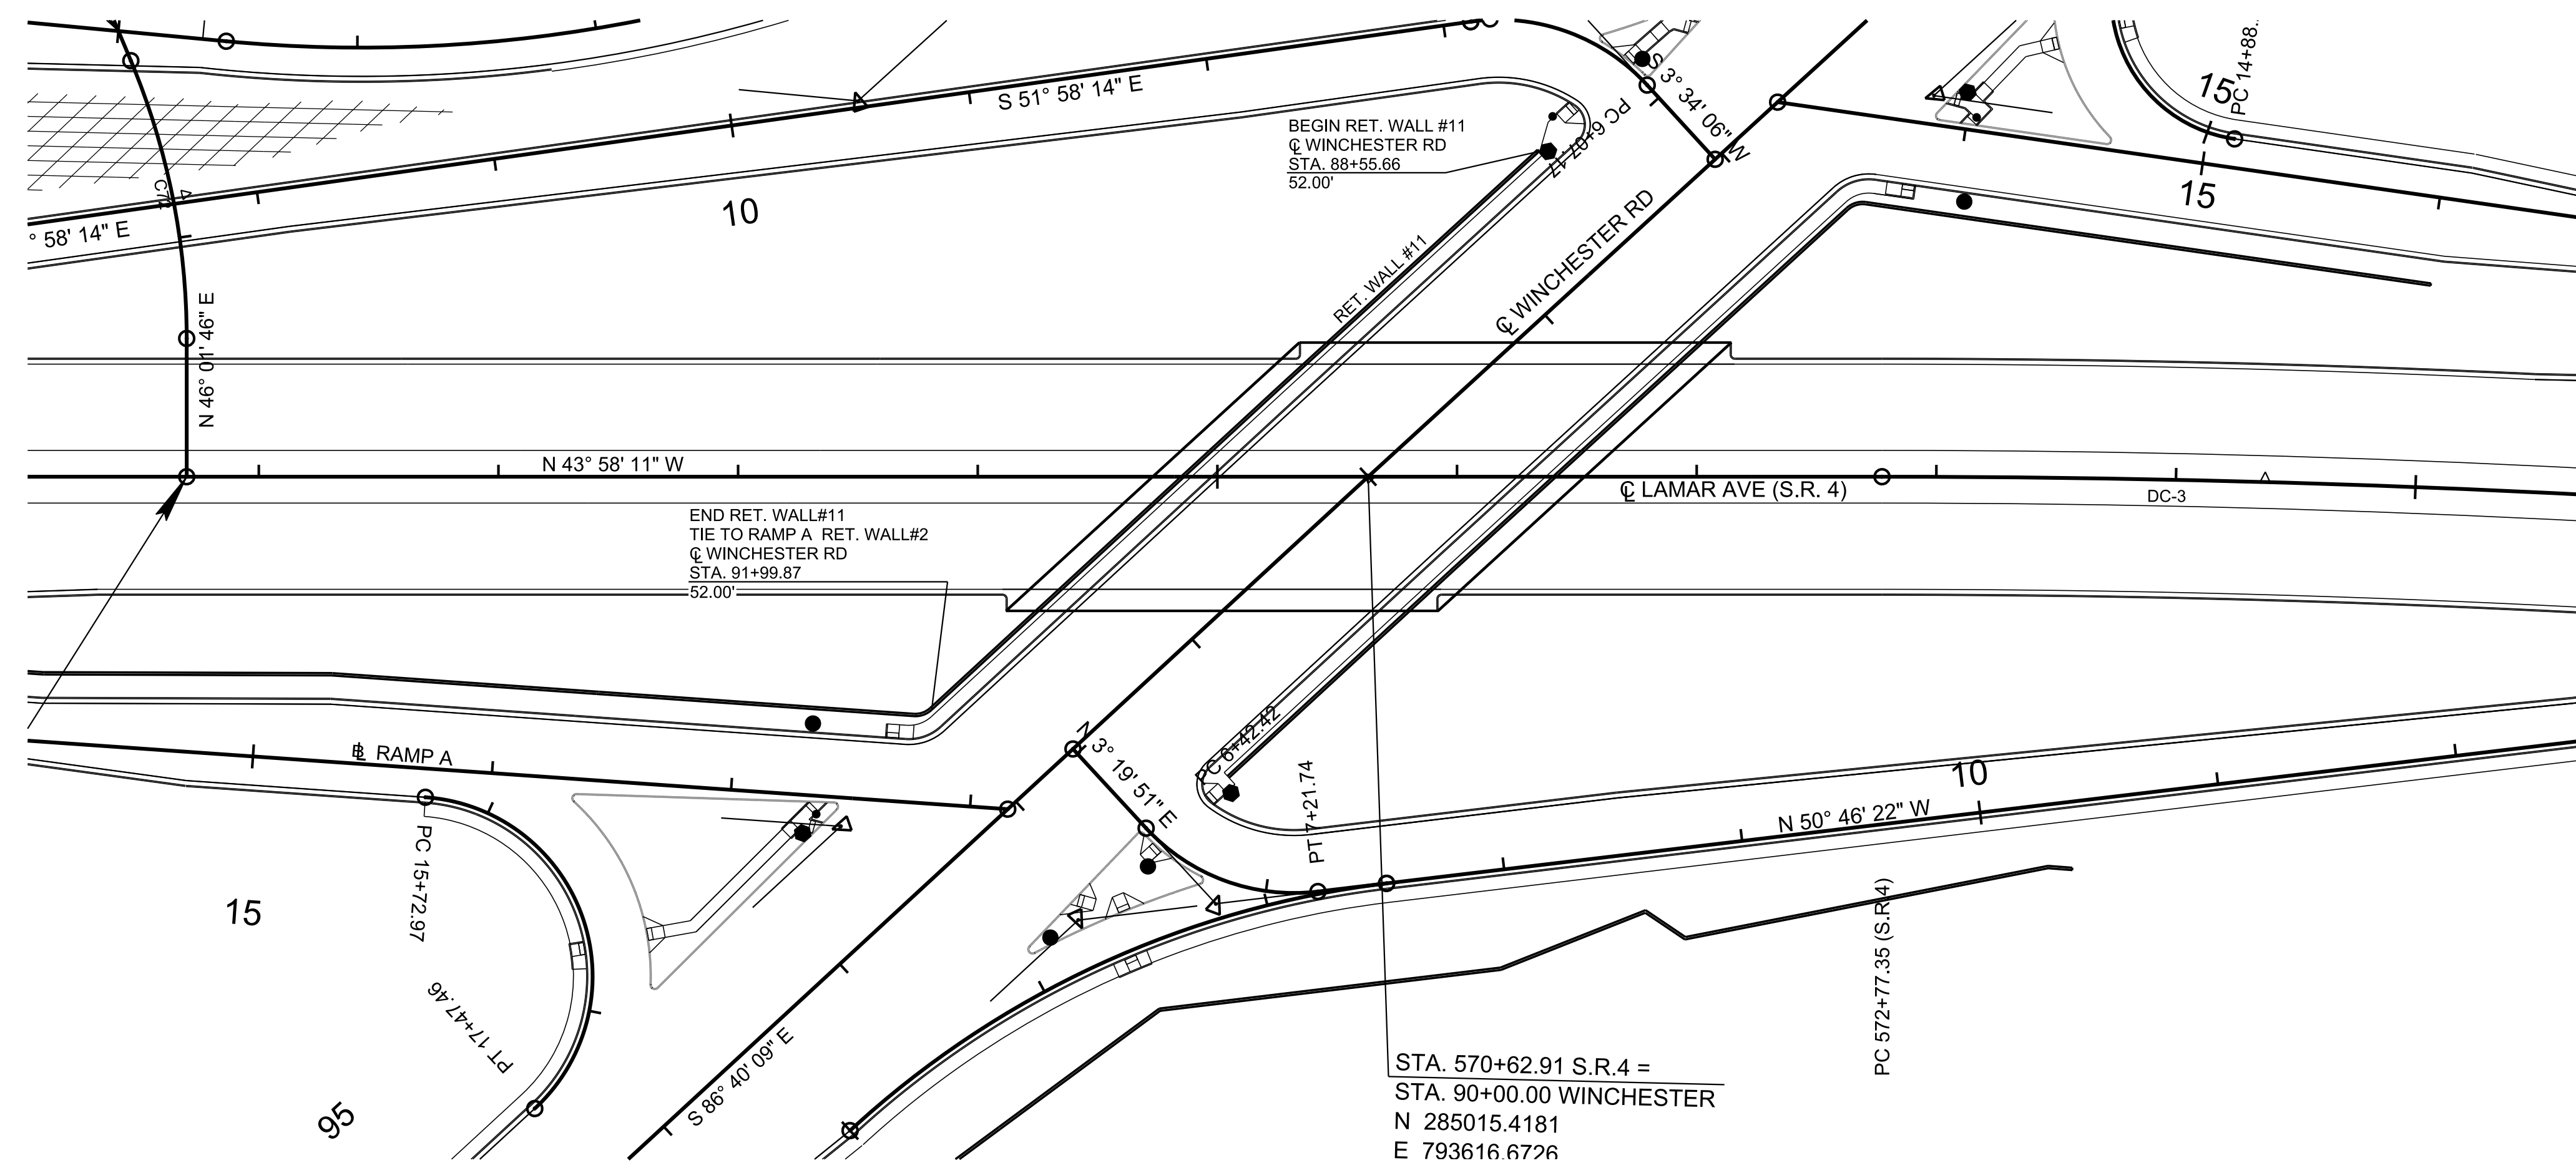 S 51° 58' 14" E
BEGIN RET. WALL #11
℄ WINCHESTER RD
STA. 88+55.66
52.00'
S 3° 34' 06" W
PC 6+07.17
15
PC 14+88.
15
10
° 58' 14" E
N 46° 01' 46" E
RET. WALL #11
℄ WINCHESTER RD
N 43° 58' 11" W
℄ LAMAR AVE (S.R. 4)
DC-3
END RET. WALL#11
TIE TO RAMP A RET. WALL#2
℄ WINCHESTER RD
STA. 91+99.87
52.00'
RAMP A
N 3° 19' 51" E
PC 6+42.42
PT 7+21.74
10
N 50° 46' 22" W
PC 15+72.97
15
PT 17+47.46
95
S 86° 40' 09" E
PC 572+77.35 (S.R.4)
STA. 570+62.91 S.R.4 =
STA. 90+00.00 WINCHESTER
N 285015.4181
E 793616.6726